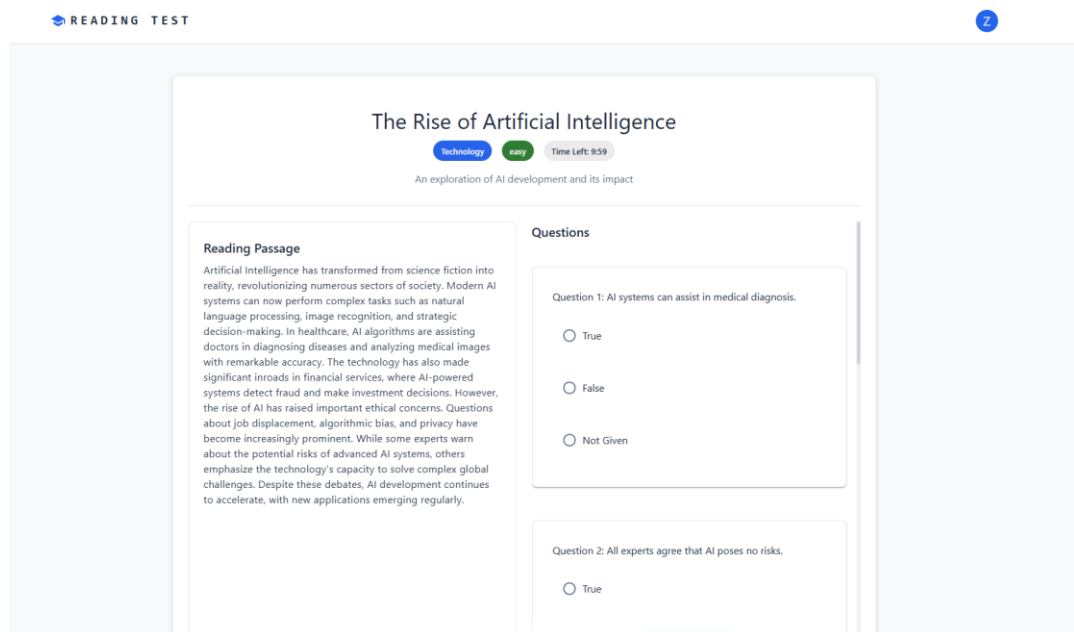 READING TEST
Z
The Rise of Artificial Intelligence
Technology
easy
Time Left: 9:59
An exploration of AI development and its impact
Reading Passage
Artificial Intelligence has transformed from science fiction into
reality, revolutionizing numerous sectors of society. Modern AI
systems can now perform complex tasks such as natural
language processing, image recognition, and strategic
decision-making. In healthcare, AI algorithms are assisting
doctors in diagnosing diseases and analyzing medical images
with remarkable accuracy. The technology has also made
significant inroads in financial services, where AI-powered
systems detect fraud and make investment decisions. However,
the rise of AI has raised important ethical concerns. Questions
about job displacement, algorithmic bias, and privacy have
become increasingly prominent. While some experts warn
about the potential risks of advanced AI systems, others
emphasize the technology's capacity to solve complex global
challenges. Despite these debates, AI development continues
to accelerate, with new applications emerging regularly.
Questions
Question 1: AI systems can assist in medical diagnosis.
True
False
Not Given
Question 2: All experts agree that AI poses no risks.
True